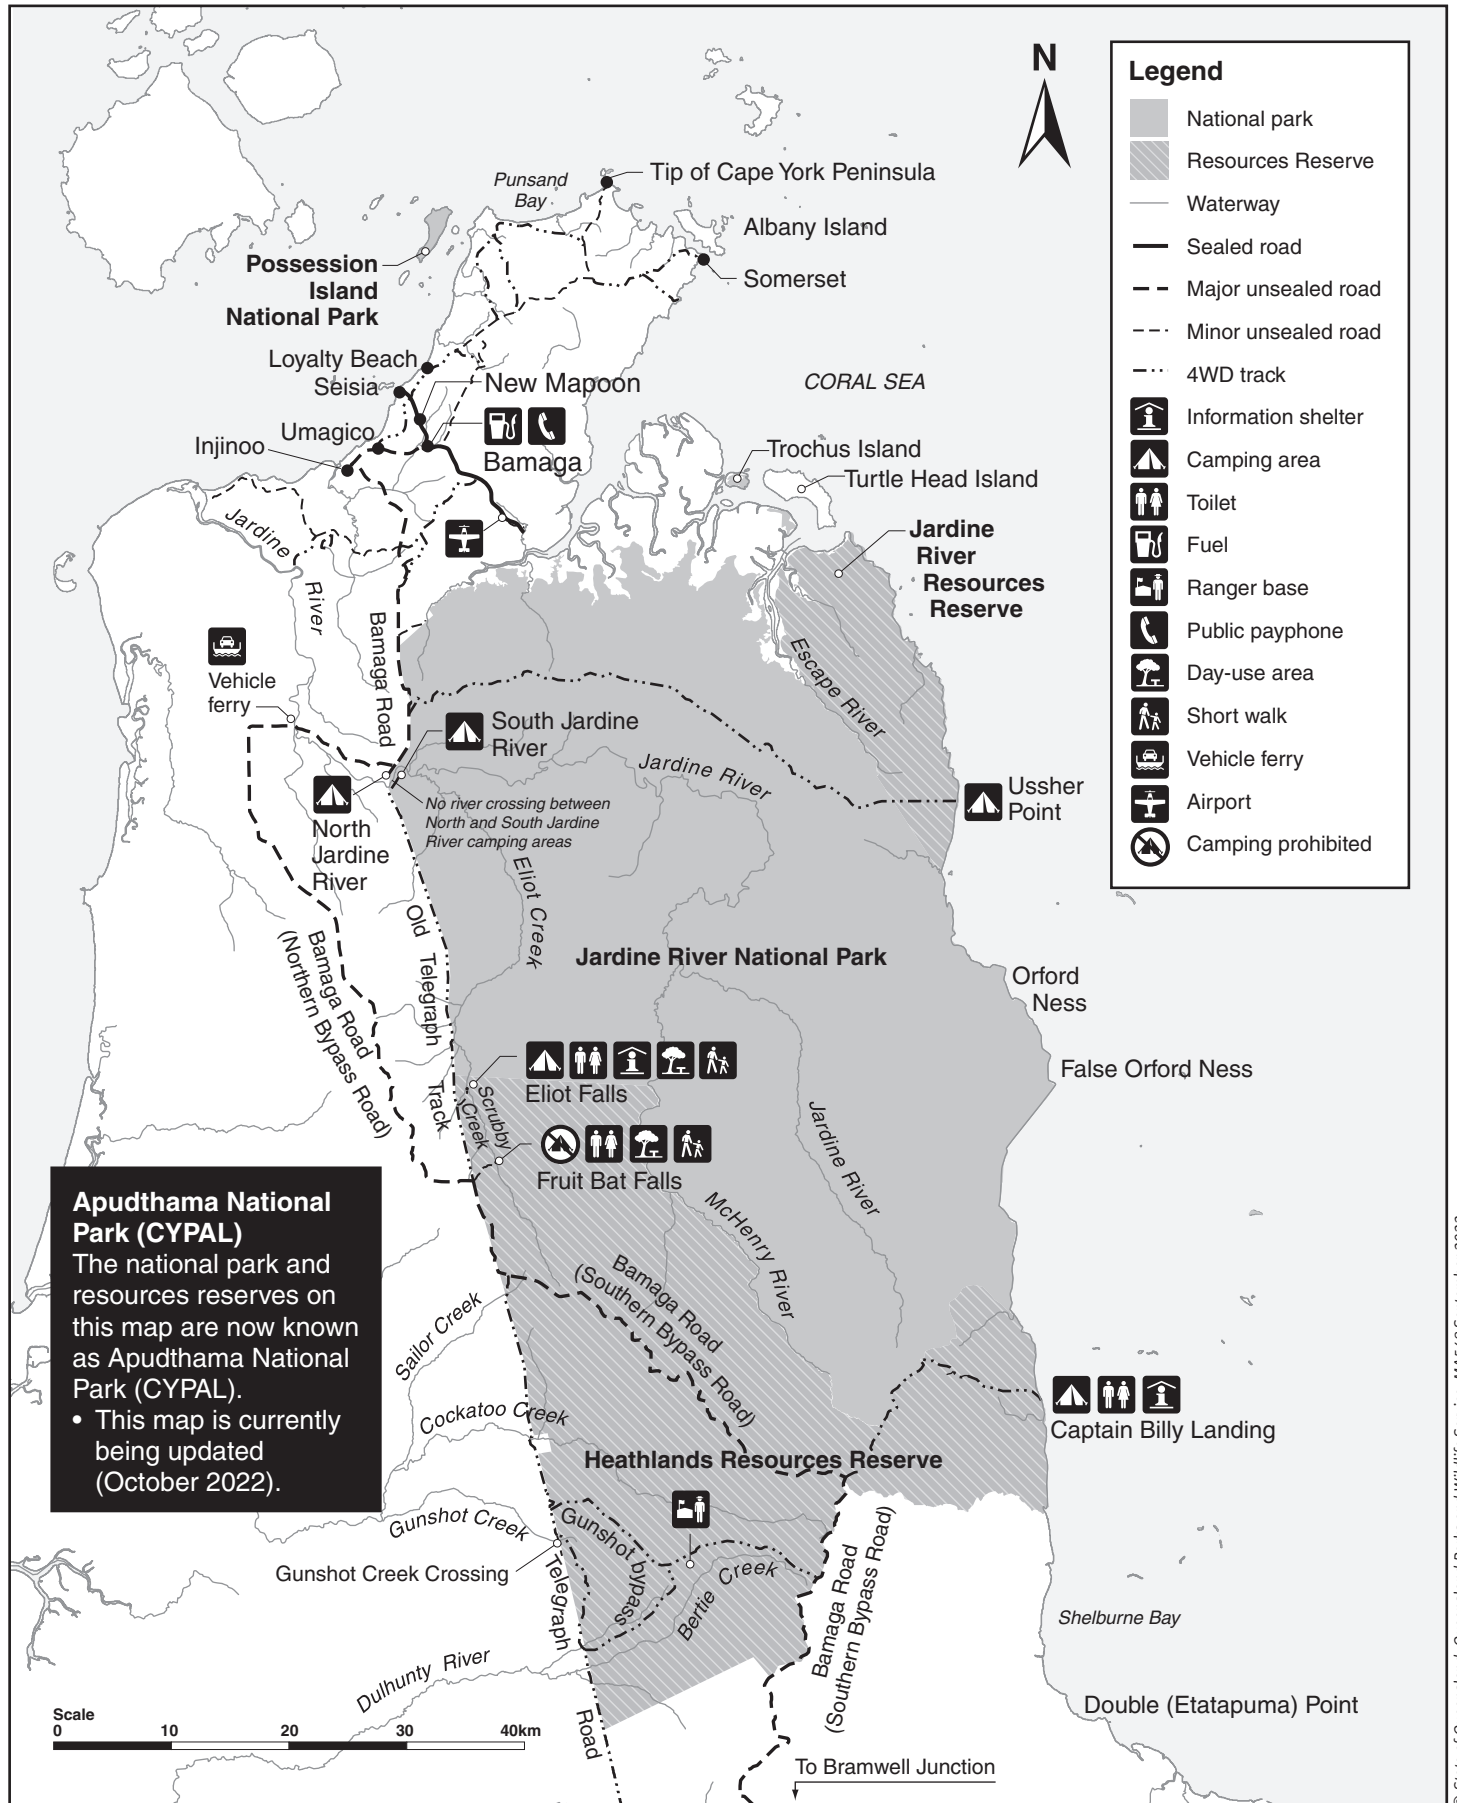 N
Legend
National park
Resources Reserve
Waterway
Sealed road
Major unsealed road
Minor unsealed road
4WD track
Information shelter
Camping area
Toilet
Fuel
Ranger base
Public payphone
Day-use area
Short walk
Vehicle ferry
Airport
Camping prohibited
Punsand
Bay
Tip of Cape York Peninsula
Albany Island
Somerset
Possession
Island
National Park
Loyalty Beach
Seisia
New Mapoon
Umagico
Injinoo
Bamaga
CORAL SEA
Trochus Island
Turtle Head Island
Jardine
River
Resources
Reserve
Jardine
River
Bamaga Road
Escape River
Vehicle
ferry
South Jardine
River
Jardine River
Ussher
Point
No river crossing between
North and South Jardine
River camping areas
North
Jardine
River
Eliot Creek
Old
Telegraph
Track
Bamaga Road
(Northern Bypass Road)
Jardine River National Park
Orford
Ness
False Orford Ness
Eliot Falls
Scrubby
Creek
Fruit Bat Falls
Jardine River
McHenry River
Bamaga Road
(Southern Bypass Road)
Apudthama National
Park (CYPAL)
The national park and
resources reserves on
this map are now known
as Apudthama National
Park (CYPAL).
• This map is currently
being updated
(October 2022).
Sailor Creek
Cockatoo Creek
Captain Billy Landing
Heathlands Resources Reserve
Gunshot Creek
Gunshot bypass
Gunshot Creek Crossing
Bertie Creek
Telegraph
Road
Bamaga Road
(Southern Bypass Road)
Shelburne Bay
Dulhunty River
Double (Etatapuma) Point
Scale
0 10 20 30 40km
To Bramwell Junction